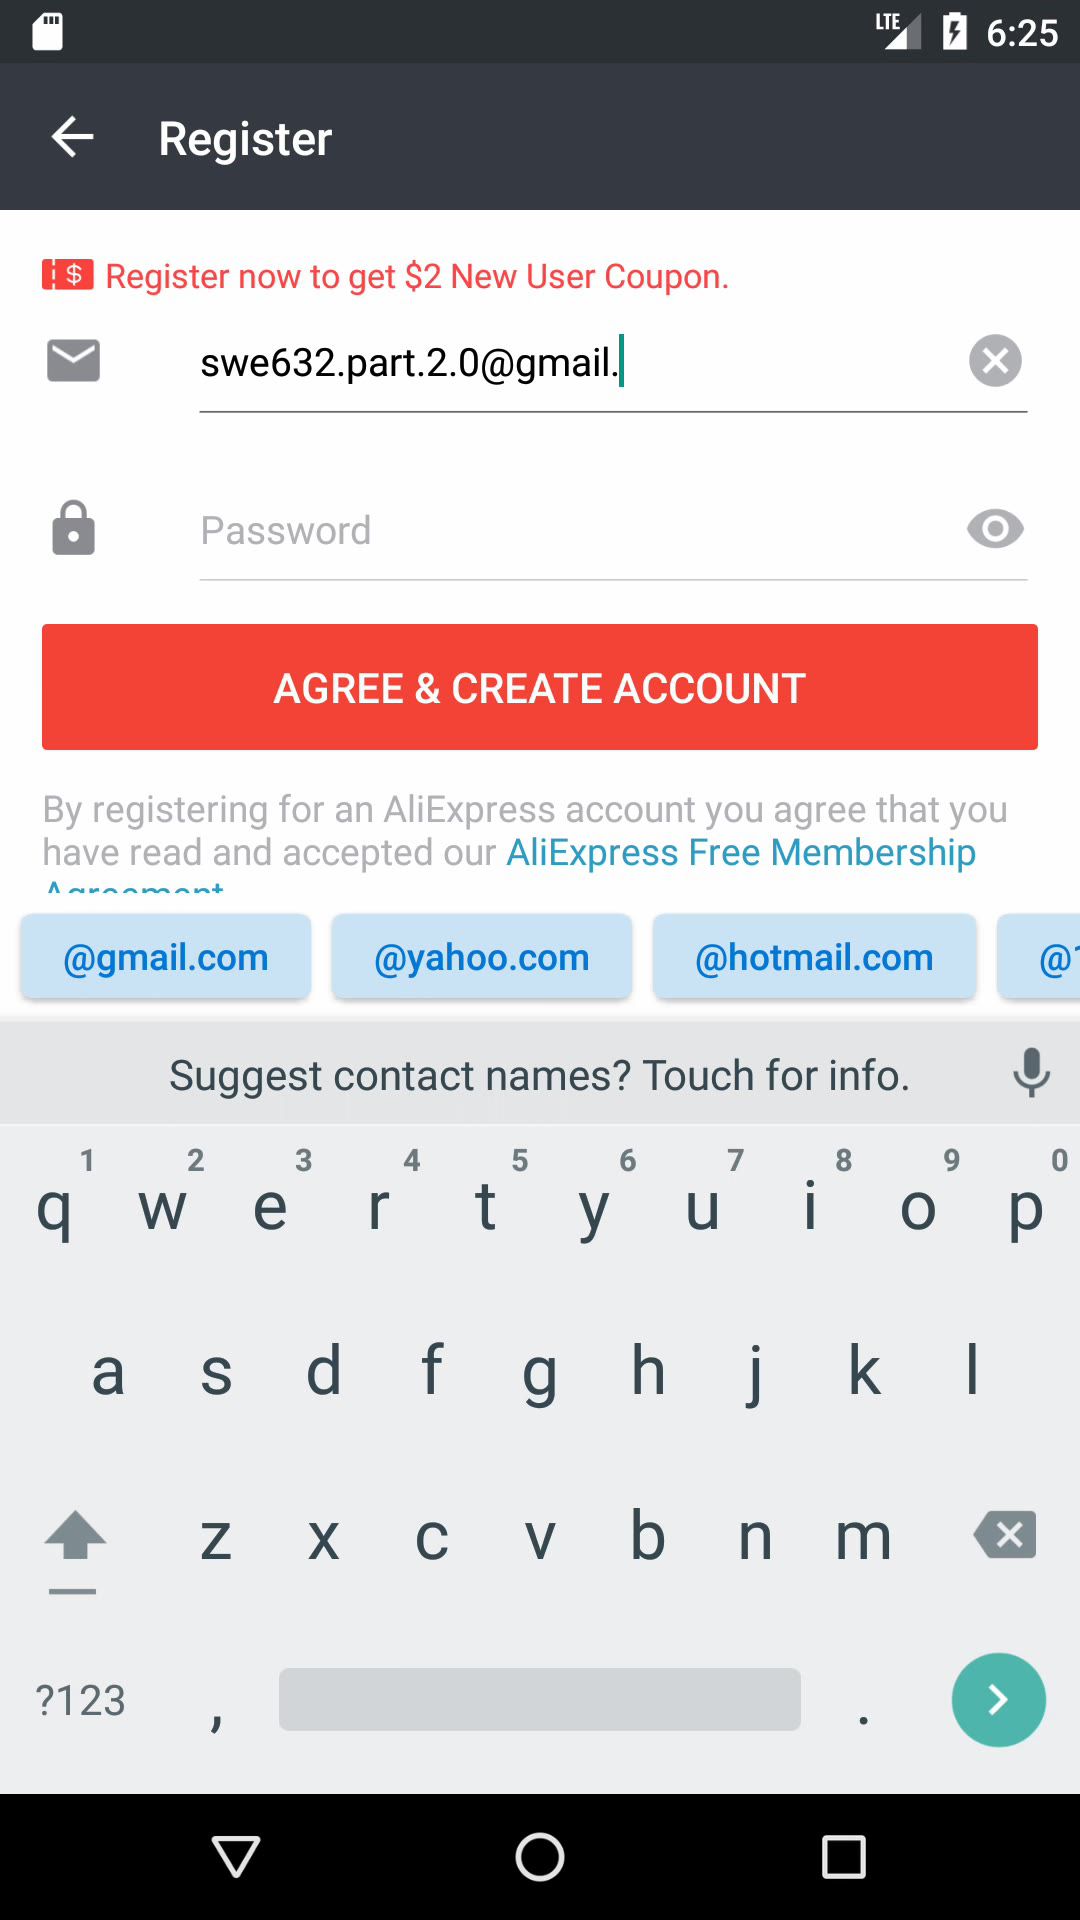 LTE 6:25
Register
$ Register now to get $2 New User Coupon.
swe632.part.2.0@gmail.
Password
AGREE & CREATE ACCOUNT
By registering for an AliExpress account you agree that you
have read and accepted our AliExpress Free Membership
Agreement
@gmail.com @yahoo.com @hotmail.com @1
Suggest contact names? Touch for info.
1 2 3 4 5 6 7 8 9 0
q w e r t y u i o p
a s d f g h j k l
z x c v b n m
?123 , .